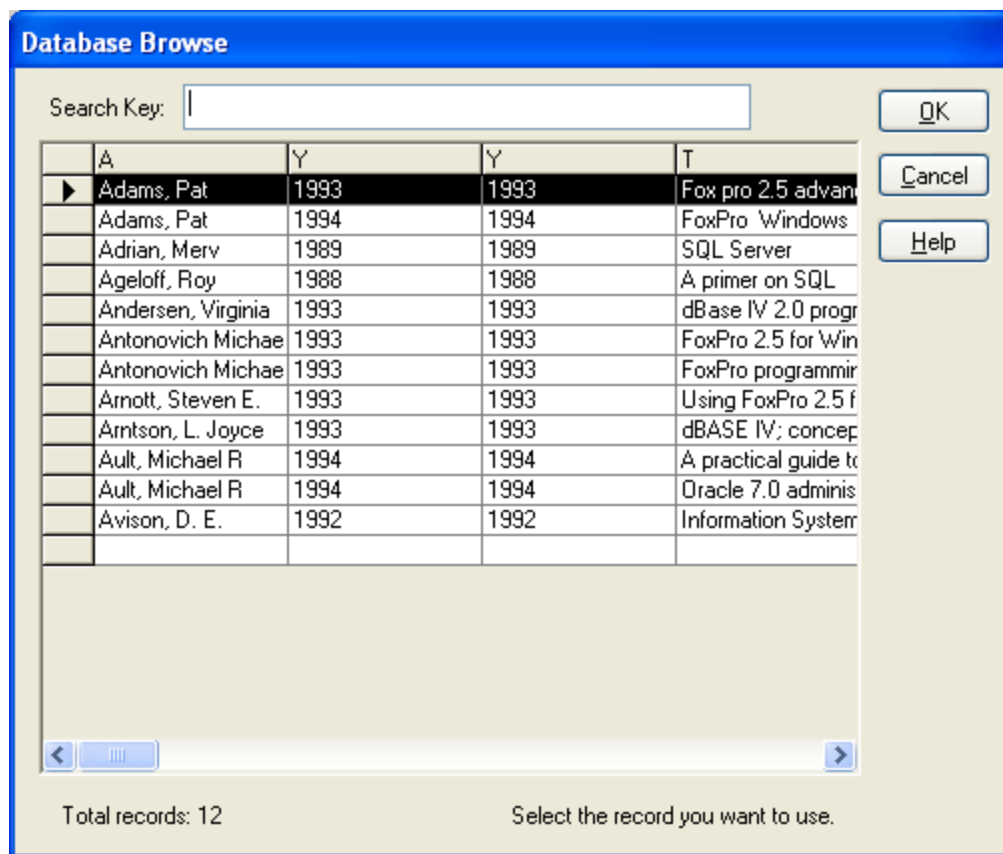 Database Browse
Search Key:
OK
A Y Y T
Adams, Pat 1993 1993 Fox pro 2.5 advan
Cancel
Adams, Pat 1994 1994 FoxPro Windows
Adrian, Merv 1989 1989 SQL Server
Help
Ageloff, Roy 1988 1988 A primer on SQL
Andersen, Virginia 1993 1993 dBase IV 2.0 progr
Antonovich Michae 1993 1993 FoxPro 2.5 for Win
Antonovich Michae 1993 1993 FoxPro programmin
Arnott, Steven E. 1993 1993 Using FoxPro 2.5 f
Arntson, L. Joyce 1993 1993 dBASE IV; concep
Ault, Michael R 1994 1994 A practical guide to
Ault, Michael R 1994 1994 Oracle 7.0 adminis
Avison, D. E. 1992 1992 Information System
Total records: 12
Select the record you want to use.